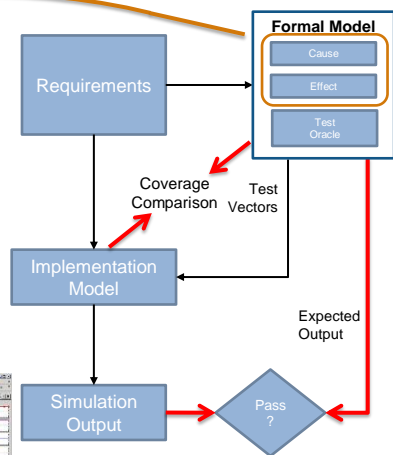 Formal Model
Cause
Effect
Test
Oracle
Requirements
Coverage
Comparison
Test
Vectors
Implementation
Model
Expected
Output
Simulation
Output
Pass
?